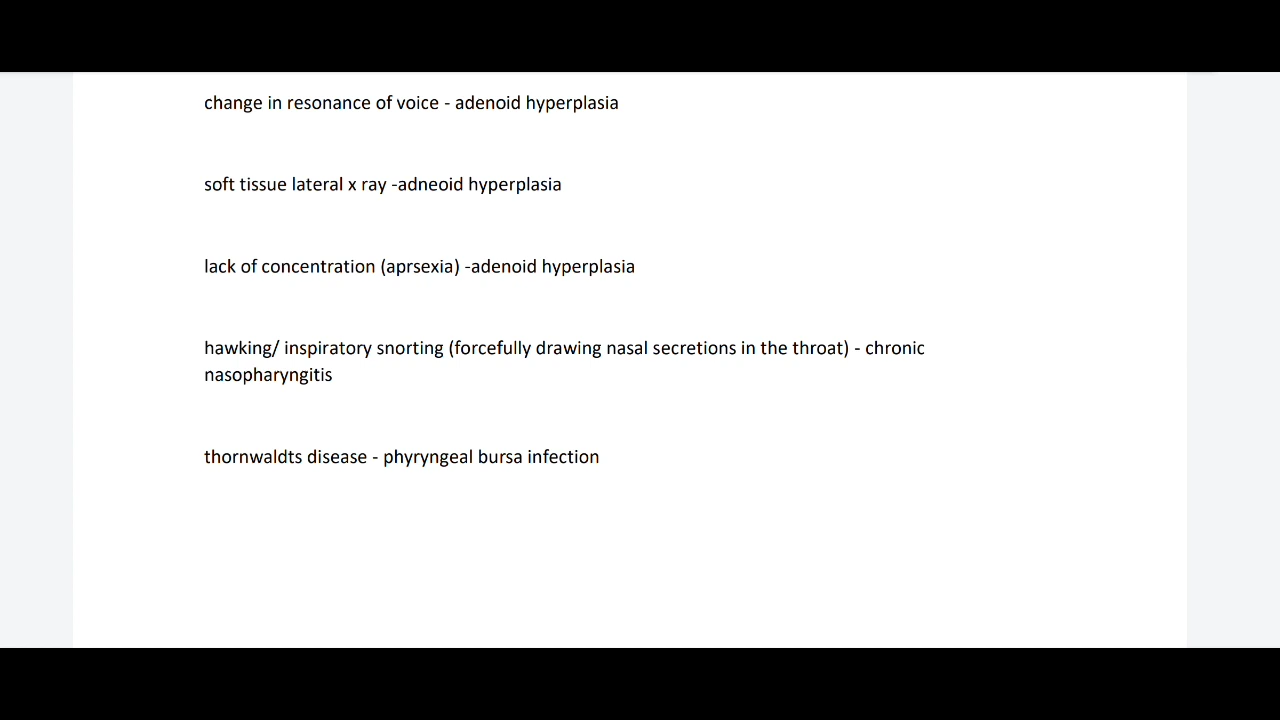 change in resonance of voice - adenoid hyperplasia
soft tissue lateral x ray -adneoid hyperplasia
lack of concentration (aprsexia) -adenoid hyperplasia
hawking/ inspiratory snorting (forcefully drawing nasal secretions in the throat) - chronic
nasopharyngitis
thornwaldts disease - phyryngeal bursa infection